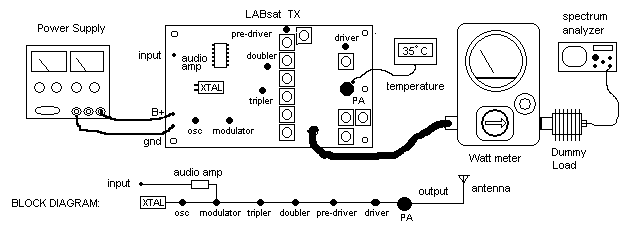 LABsat TX
Power Supply
pre-driver
driver
spectrum
analyzer
input
audio
amp
doubler
35°C
XTAL
temperature
tripler
PA
B+
osc
modulator
gnd
Watt meter
Dummy
Load
input
audio amp
output
antenna
BLOCK DIAGRAM:
XTAL
osc
modulator
tripler
doubler
pre-driver
driver
PA